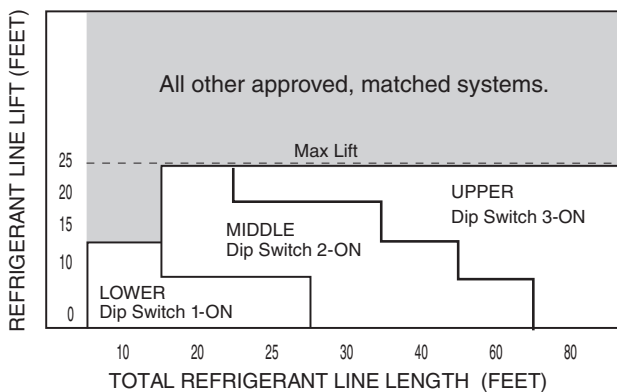 REFRIGERANT LINE LIFT (FEET)
All other approved, matched systems.
Max Lift
25
20
15
10
0
UPPER
Dip Switch 3-ON
MIDDLE
Dip Switch 2-ON
LOWER
Dip Switch 1-ON
10 20 25 30 40 60 80
TOTAL REFRIGERANT LINE LENGTH (FEET)